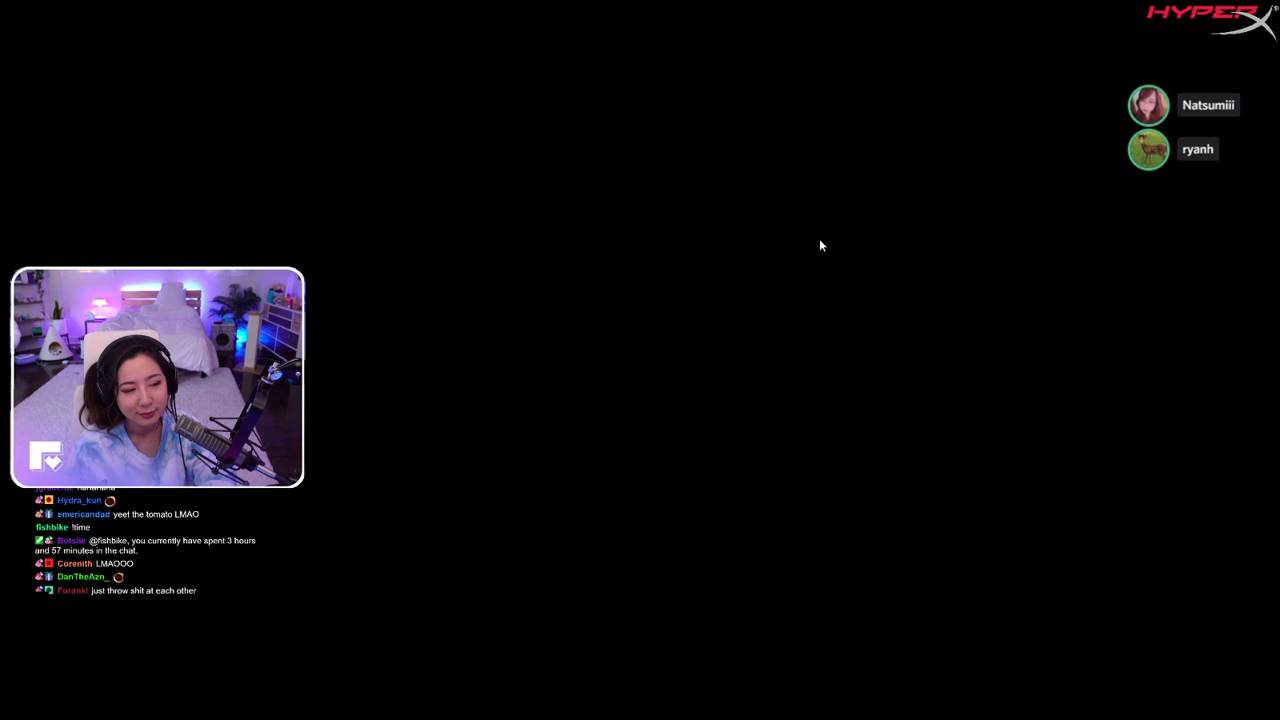 HYPERX
Natsumiii
ryanh
Hydra_kun
emericandad yeet the tomato LMAO
fishbike !time
Botsiie @fishbike, you currently have spent 3 hours
and 57 minutes in the chat.
Corenith LMAOOO
DanTheAzn_
Furanki just throw shit at each other